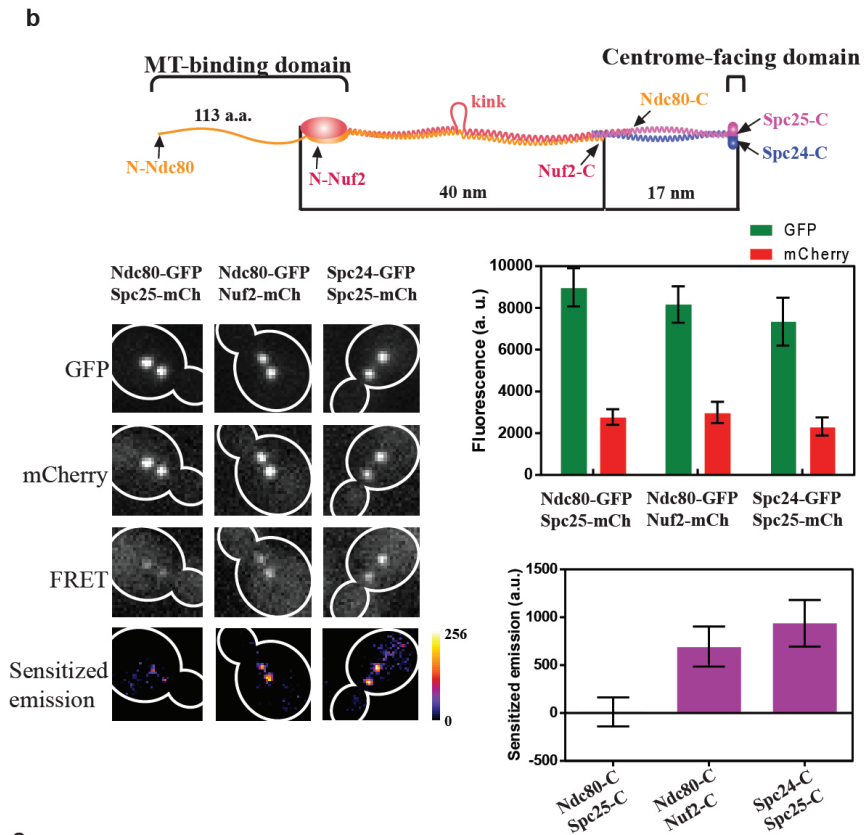 b
MT-binding domain
Centrome-facing domain
113 a.a.
kink
Ndc80-C
Spc25-C
N-Ndc80
N-Nuf2
Nuf2-C
Spc24-C
40 nm
17 nm
GFP
mCherry
Ndc80-GFP
Spc25-mCh
Ndc80-GFP
Nuf2-mCh
Spc24-GFP
Spc25-mCh
GFP
mCherry
FRET
Sensitized
emission
256
0
Fluorescence (a. u.)
10000
8000
6000
4000
2000
0
Ndc80-GFP
Spc25-mCh
Ndc80-GFP
Nuf2-mCh
Spc24-GFP
Spc25-mCh
Sensitized emission (a.u.)
1500
1000
500
0
-500
Ndc80-C
Spc25-C
Ndc80-C
Nuf2-C
Spc24-C
Spc25-C